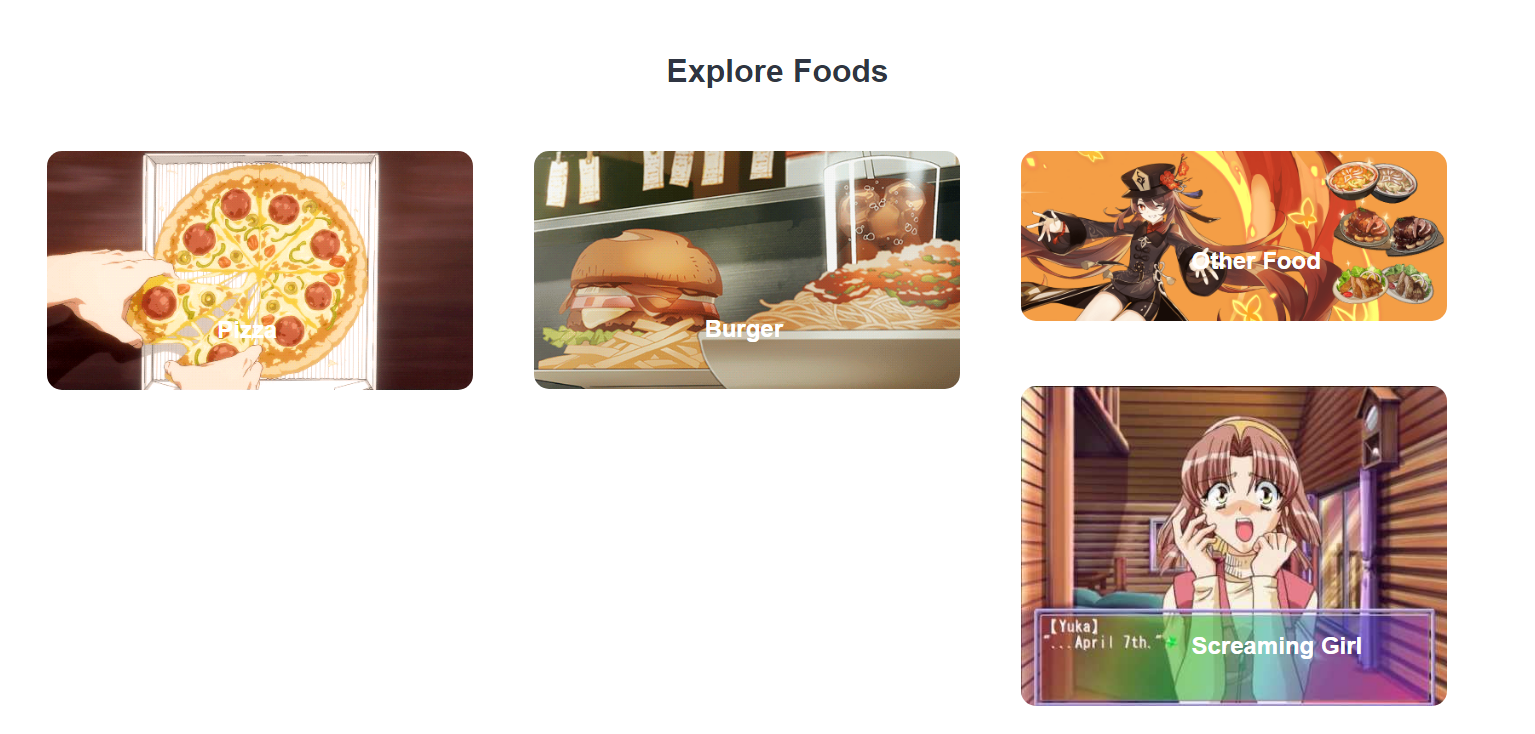 Explore Foods
Pizza
Burger
Other Food
【Yuka】
"...April 7th."
Screaming Girl